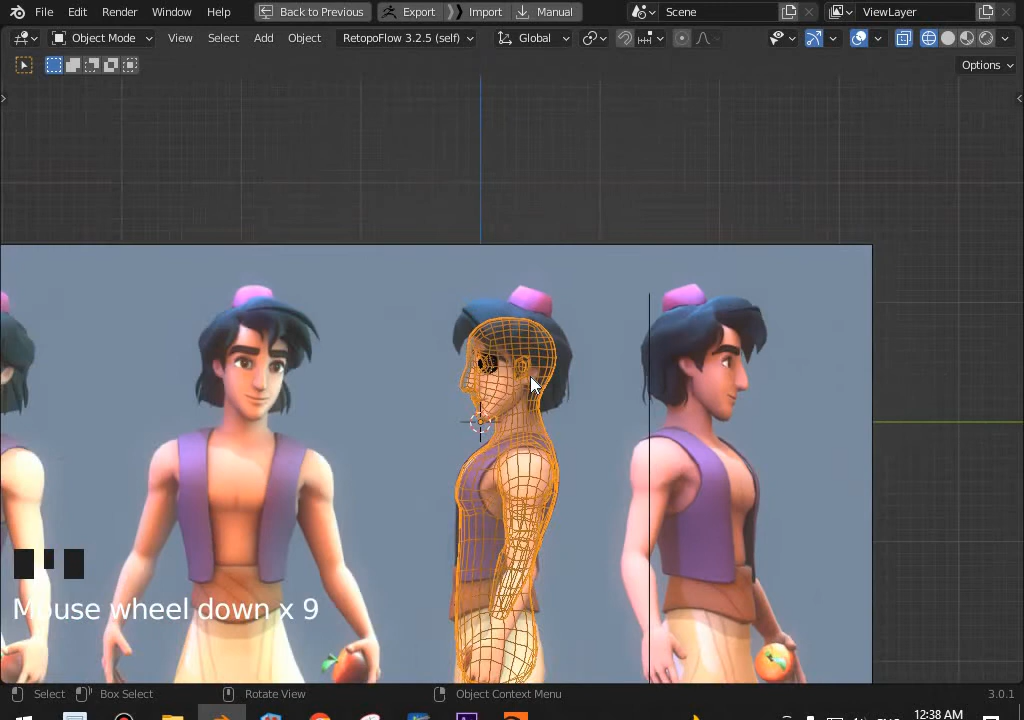 File Edit Render Window Help Back to Previous Export Import Manual Scene ViewLayer
Object Mode View Select Add Object RetopoFlow 3.2.5 (self) Global
Options
Mouse wheel down x 9
Select Box Select Rotate View Object Context Menu 3.0.1
12:38 AM